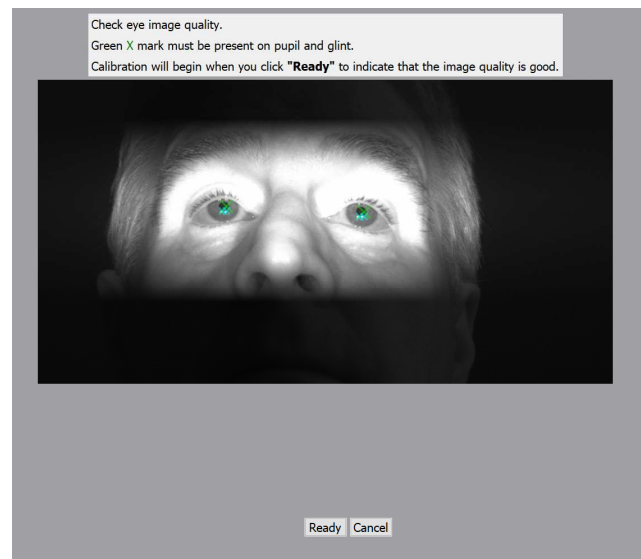 Check eye image quality.
Green X mark must be present on pupil and glint.
Calibration will begin when you click "Ready" to indicate that the image quality is good.
Ready Cancel